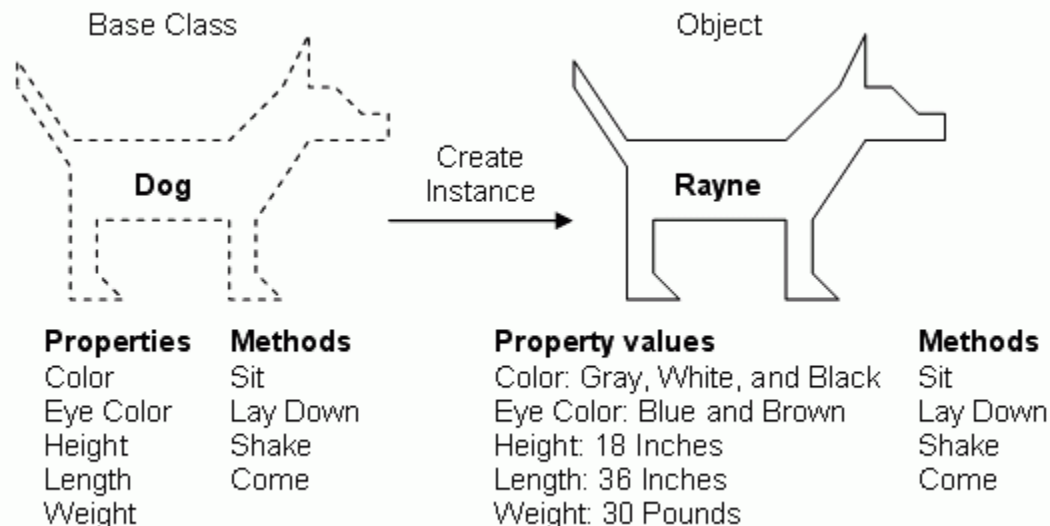 Base Class
Object
Dog
Create
Instance
Rayne
Properties Methods
Color Sit
Eye Color Lay Down
Height Shake
Length Come
Weight
Property values Methods
Color: Gray, White, and Black Sit
Eye Color: Blue and Brown Lay Down
Height: 18 Inches Shake
Length: 36 Inches Come
Weight: 30 Pounds